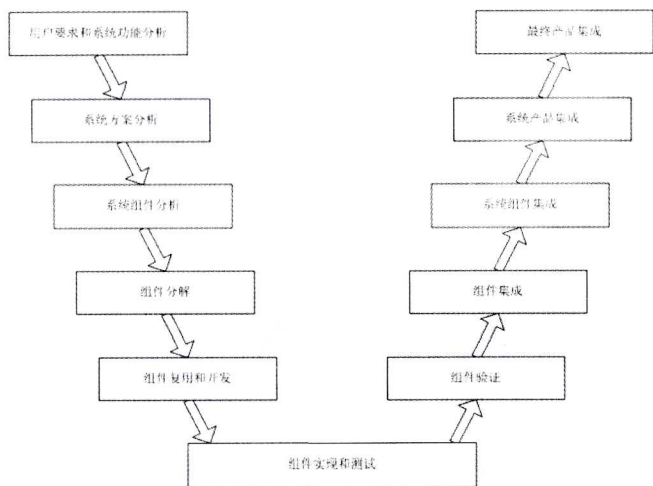 用户要求和系统功能分析
系统方案分析
系统组件分析
组件分解
组件复用和开发
组件实现和测试
组件验证
组件集成
系统组件集成
系统产品集成
最终产品集成